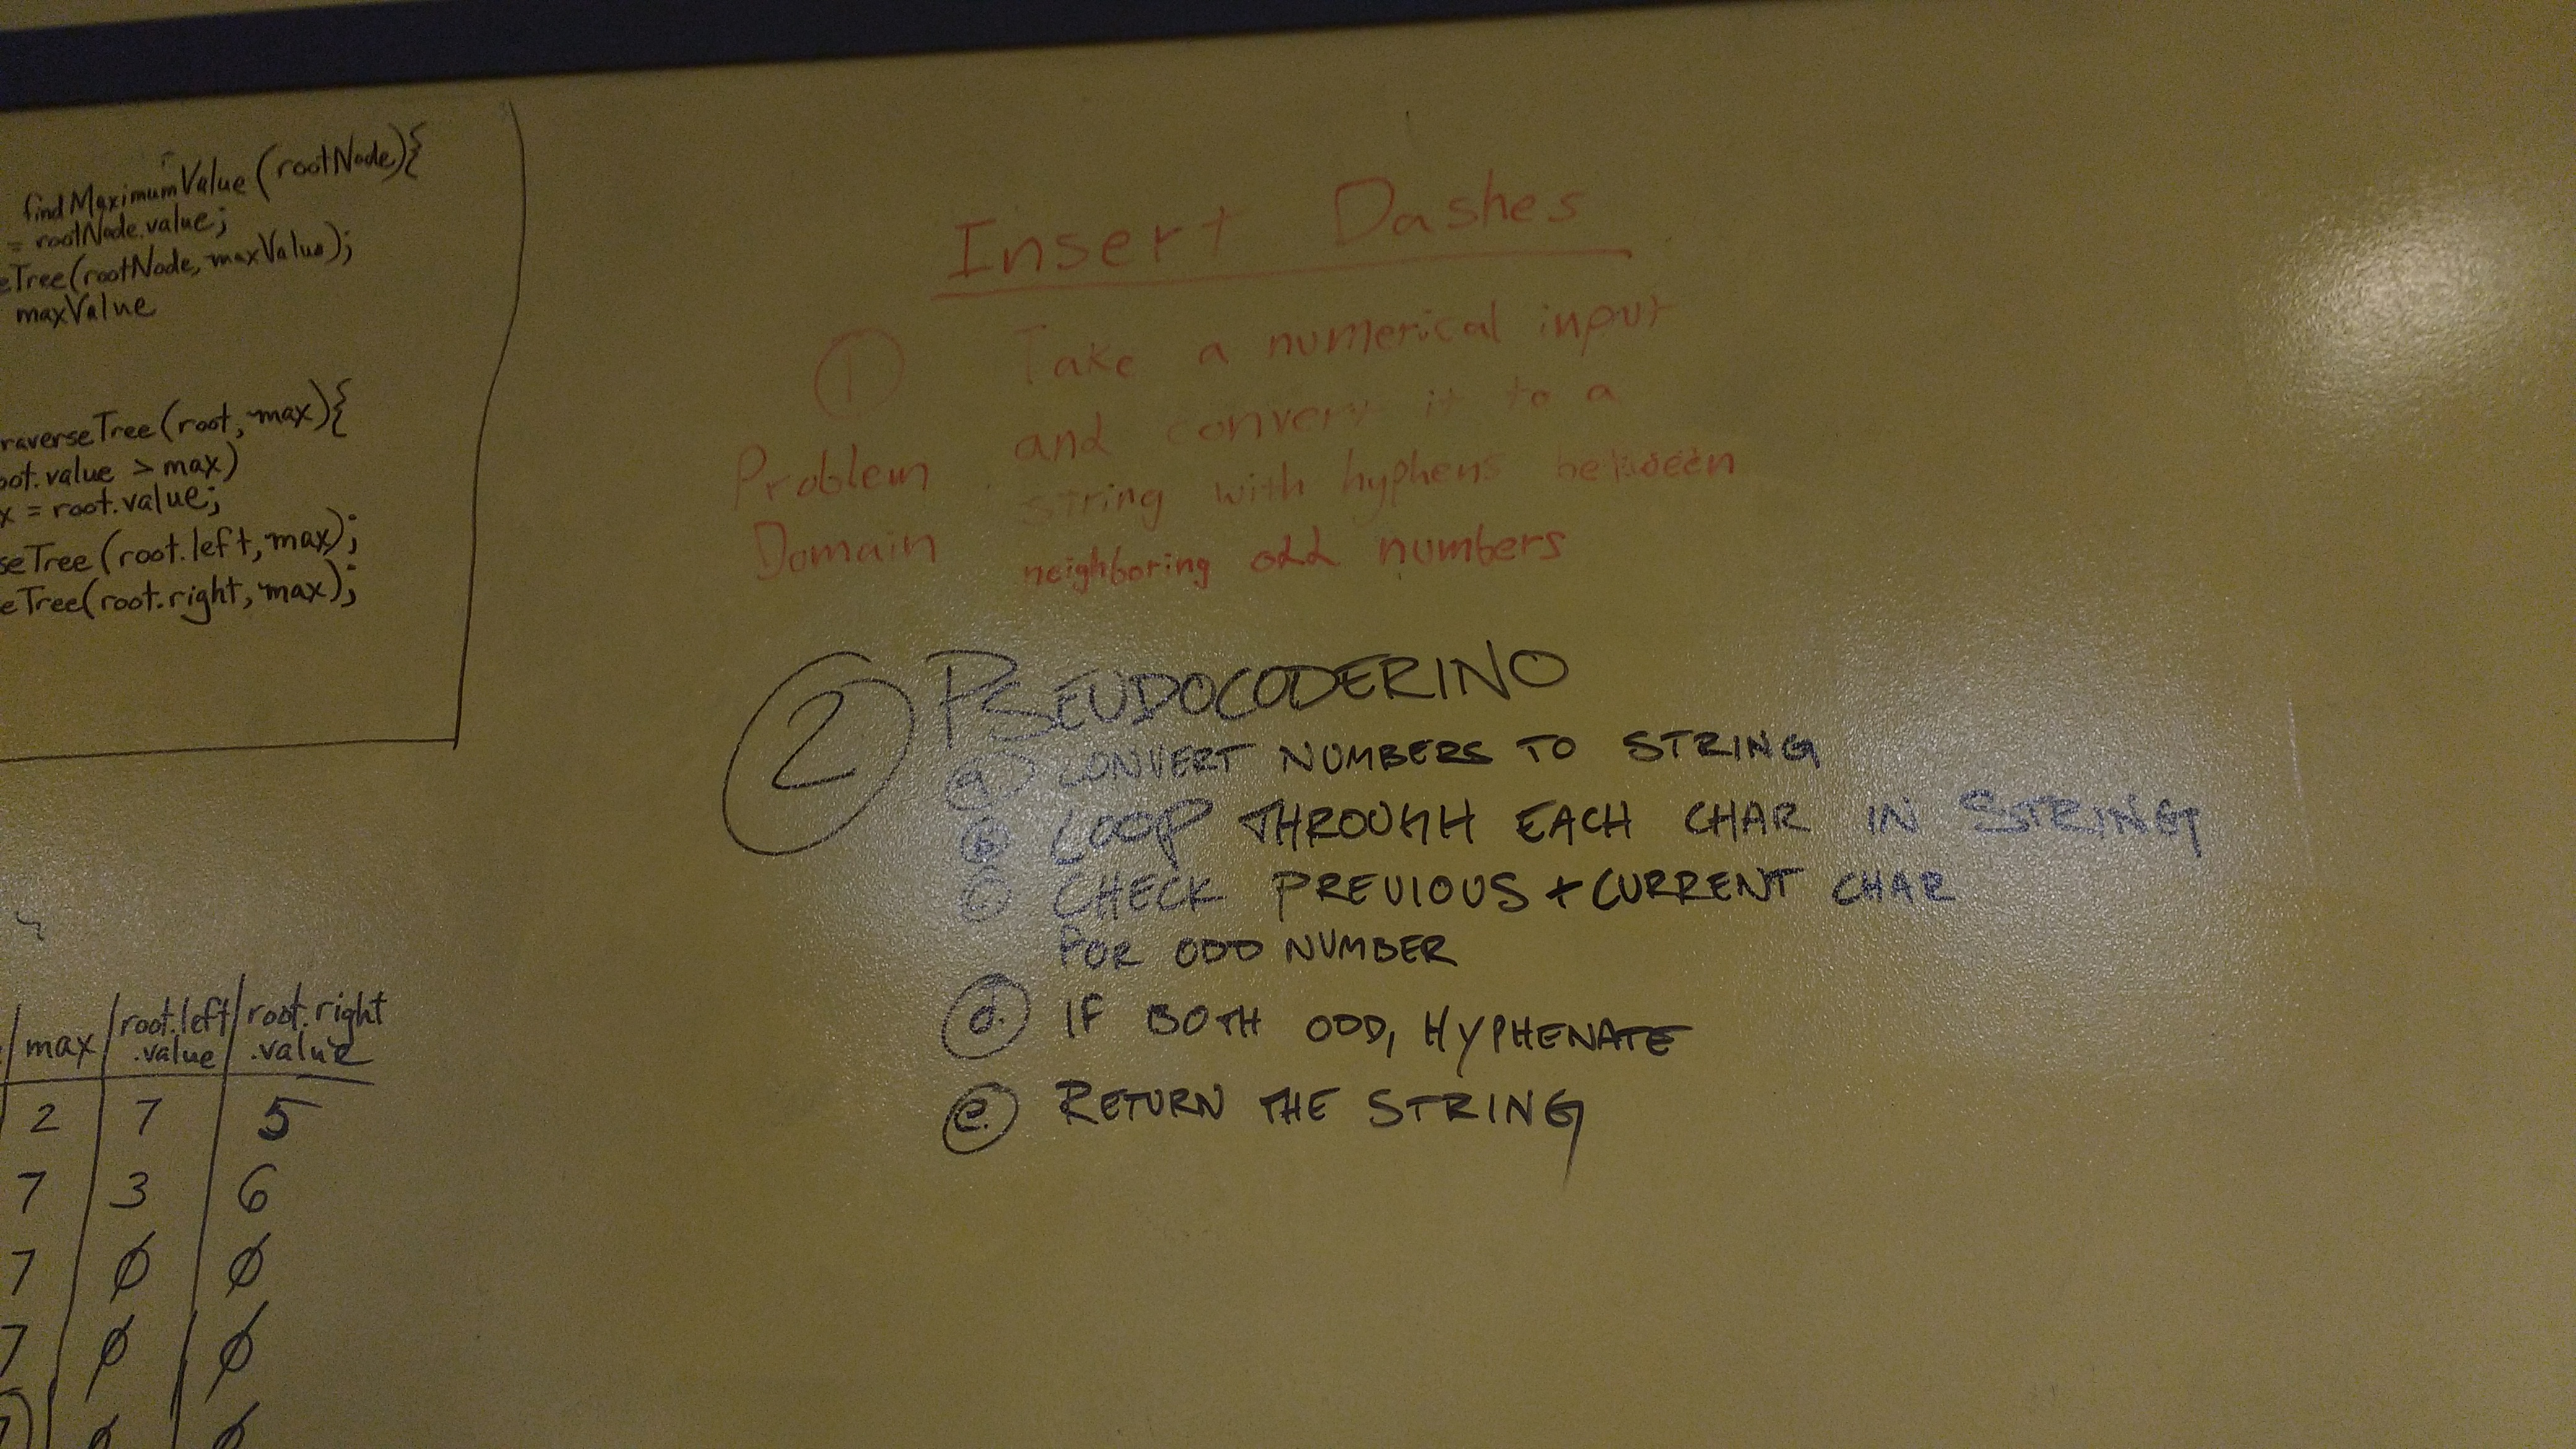 findMaximumValue(rootNode){
= rootNode.value;
eTree(rootNode, maxValue);
maxValue
raverseTree(root, max){
oot.value > max)
x = root.value;
seTree(root.left, max);
eTree(root.right, max);
max root.left.value root.right.value
2 7 5
7 3 6
7 ∅ ∅
7 ∅ ∅
∅ ∅
Insert Dashes
① Problem Domain
Take a numerical input
and convert it to a
string with hyphens between
neighboring odd numbers
② PSEUDOCODERINO
ⓐ CONVERT NUMBERS TO STRING
ⓑ LOOP THROUGH EACH CHAR IN STRING
ⓒ CHECK PREVIOUS + CURRENT CHAR
FOR ODD NUMBER
ⓓ IF BOTH ODD, HYPHENATE
ⓔ RETURN THE STRING